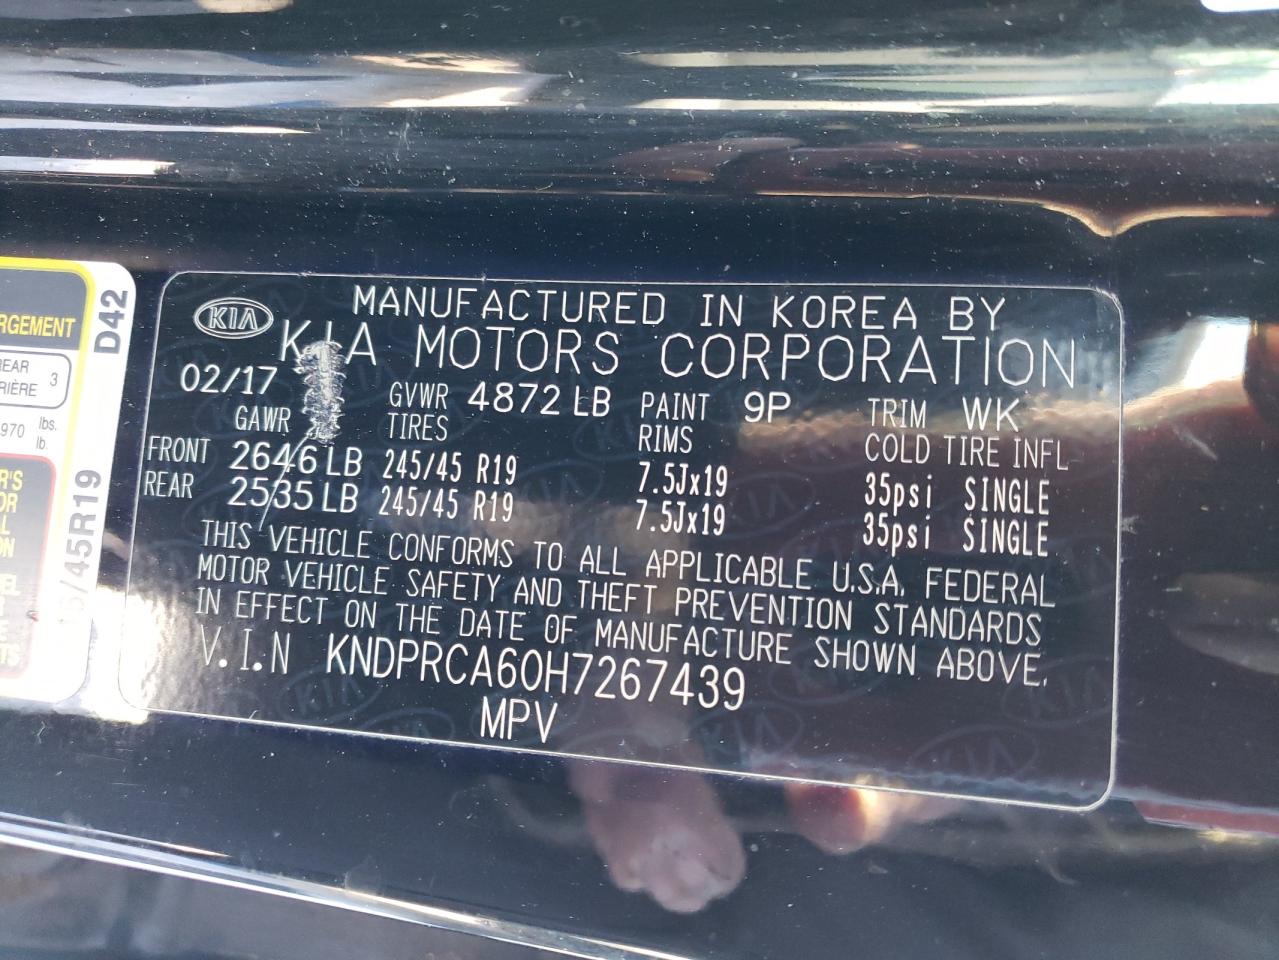 KIA
MANUFACTURED IN KOREA BY
KIA MOTORS CORPORATION
02/17 GVWR 4872 LB PAINT 9P TRIM WK
GAWR TIRES RIMS COLD TIRE INFL
FRONT 2646 LB 245/45 R19 7.5Jx19 35psi SINGLE
REAR 2535 LB 245/45 R19 7.5Jx19 35psi SINGLE
THIS VEHICLE CONFORMS TO ALL APPLICABLE U.S.A. FEDERAL
MOTOR VEHICLE SAFETY AND THEFT PREVENTION STANDARDS
IN EFFECT ON THE DATE OF MANUFACTURE SHOWN ABOVE.
V.I.N KNDPRCA60H7267439
MPV
RGEMENT
REAR
RIÈRE 3
970 lbs.
lb.
D42
/45R19